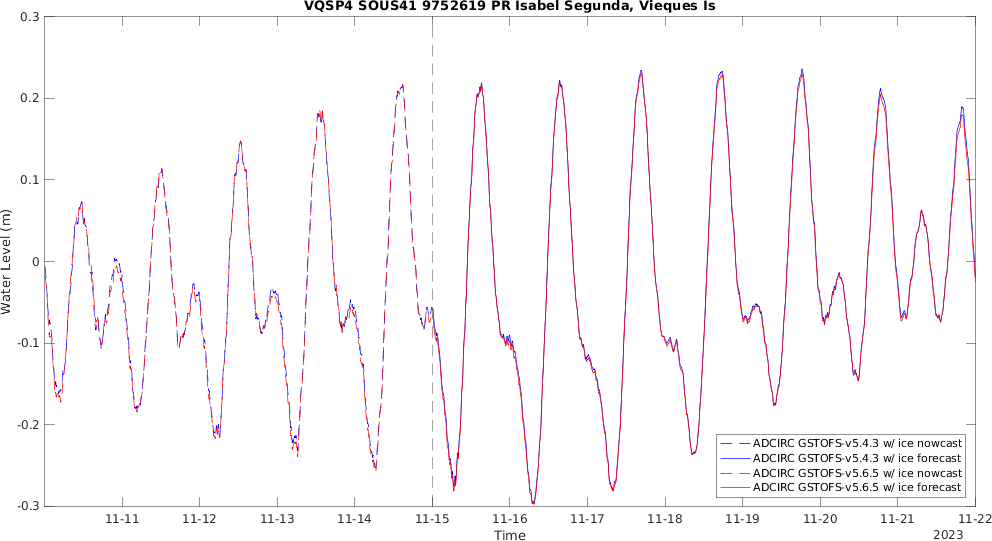 VQSP4 SOUS41 9752619 PR Isabel Segunda, Vieques Is
0.3
0.2
0.1
0
-0.1
-0.2
-0.3
Water Level (m)
ADCIRC GSTOFS-v5.4.3 w/ ice nowcast
ADCIRC GSTOFS-v5.4.3 w/ ice forecast
ADCIRC GSTOFS-v5.6.5 w/ ice nowcast
ADCIRC GSTOFS-v5.6.5 w/ ice forecast
11-11 11-12 11-13 11-14 11-15 11-16 11-17 11-18 11-19 11-20 11-21 11-22
Time
2023